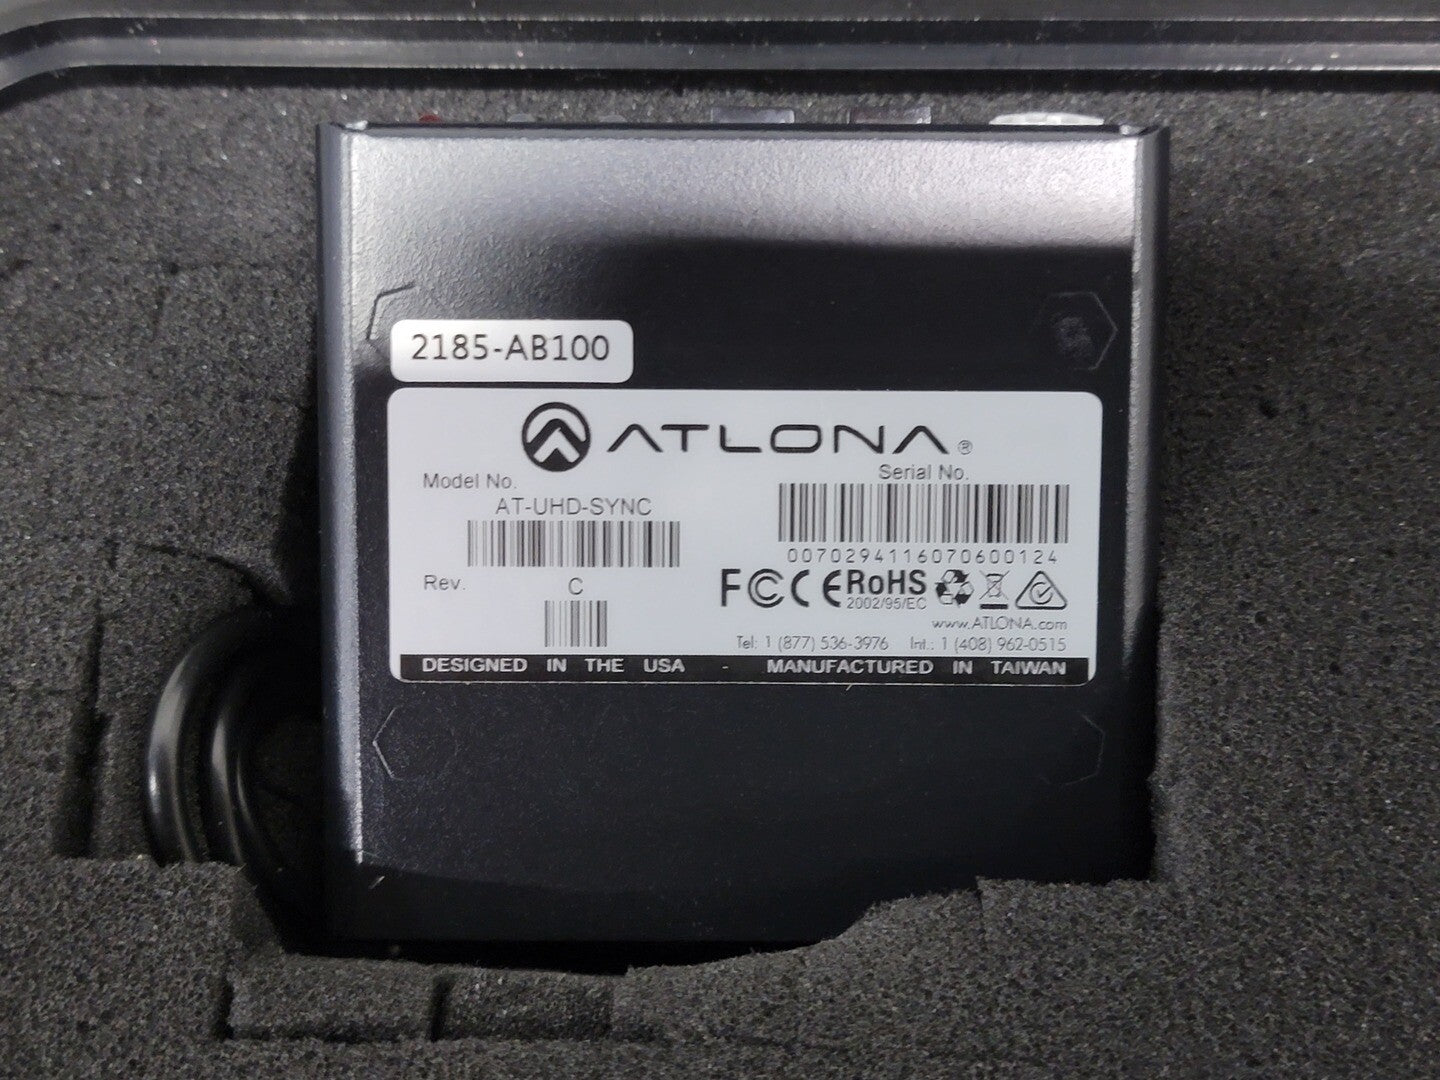 2185-AB100
ATLONA®
Model No.
AT-UHD-SYNC
Serial No.
0070294116070600124
Rev.
C
FC CE RoHS
2002/95/EC
www.ATLONA.com
Tel: 1 (877) 536-3976 Int.: 1 (408) 962-0515
DESIGNED IN THE USA - MANUFACTURED IN TAIWAN